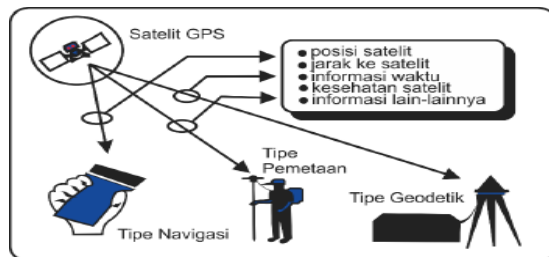 Satelit GPS
● posisi satelit
● jarak ke satelit
● informasi waktu
● kesehatan satelit
● informasi lain-lainnya
Tipe
Pemetaan
Tipe Geodetik
Tipe Navigasi